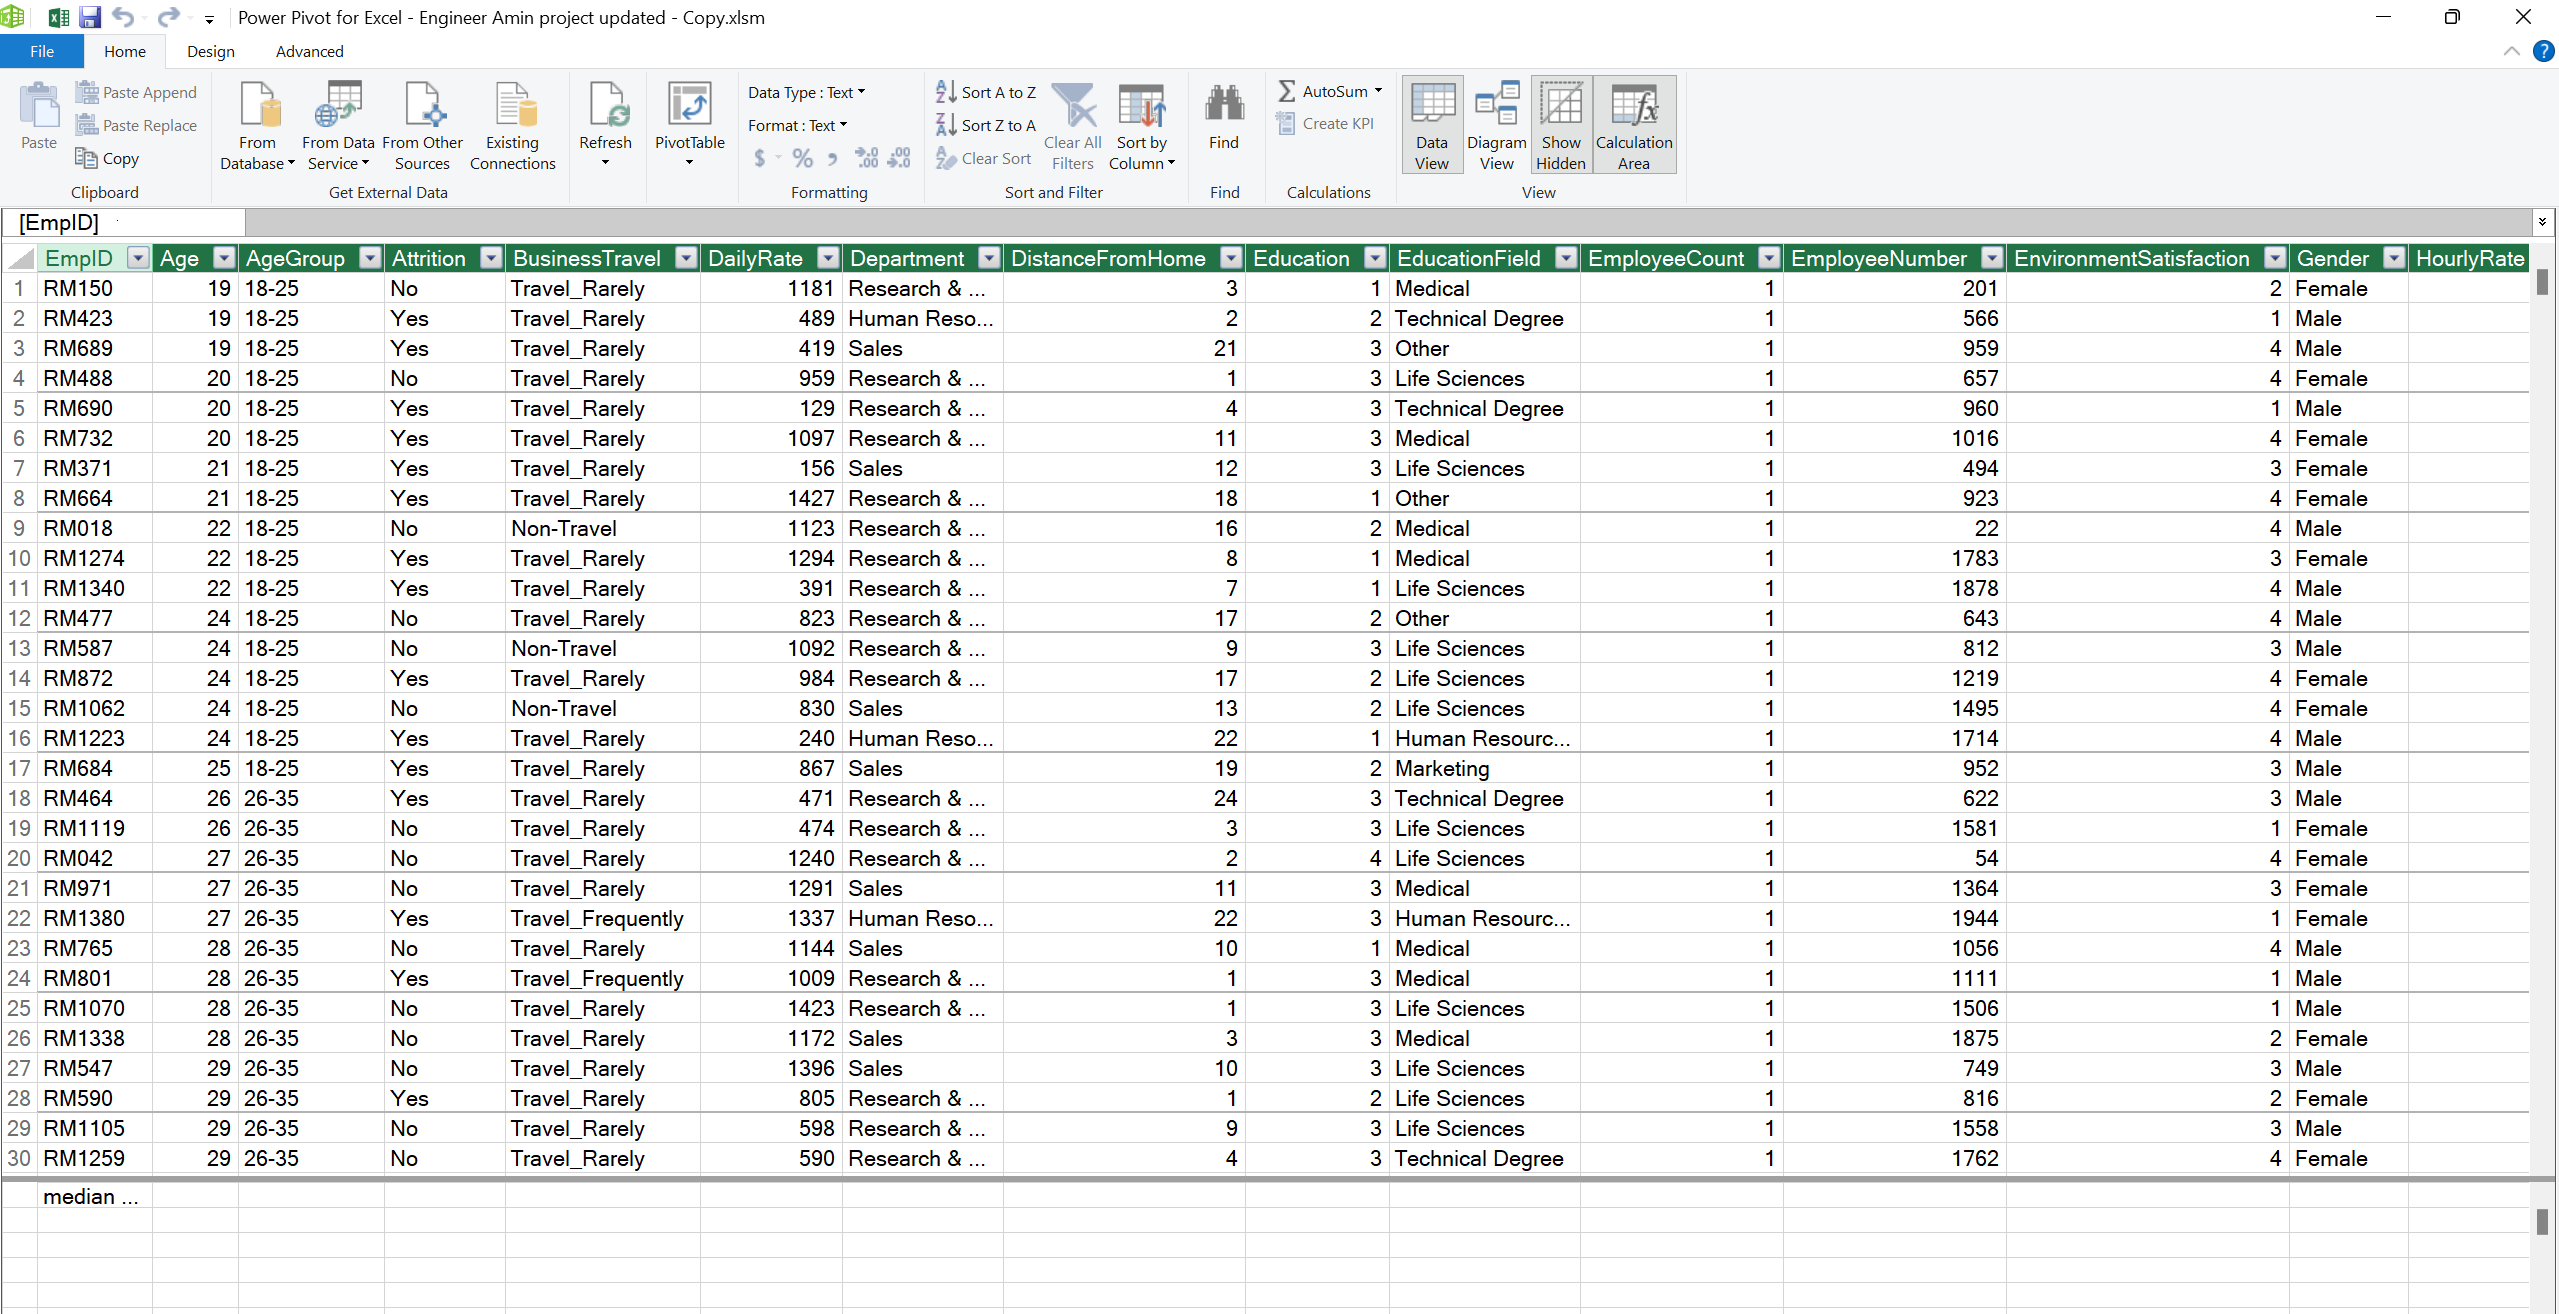 Power Pivot for Excel - Engineer Amin project updated - Copy.xlsm
File Home Design Advanced
Paste
Paste Append
Paste Replace
Copy
Clipboard
From Database
From Data Service
From Other Sources
Existing Connections
Get External Data
Refresh
PivotTable
Data Type : Text
Format : Text
$ % ,
Formatting
Sort A to Z
Sort Z to A
Clear Sort
Clear All Filters
Sort by Column
Sort and Filter
Find
Find
AutoSum
Create KPI
Calculations
Data View
Diagram View
Show Hidden
Calculation Area
View
[EmpID]
EmpID Age AgeGroup Attrition BusinessTravel DailyRate Department DistanceFromHome Education EducationField EmployeeCount EmployeeNumber EnvironmentSatisfaction Gender HourlyRate
1 RM150 19 18-25 No Travel_Rarely 1181 Research & ... 3 1 Medical 1 201 2 Female
2 RM423 19 18-25 Yes Travel_Rarely 489 Human Reso... 2 2 Technical Degree 1 566 1 Male
3 RM689 19 18-25 Yes Travel_Rarely 419 Sales 21 3 Other 1 959 4 Male
4 RM488 20 18-25 No Travel_Rarely 959 Research & ... 1 3 Life Sciences 1 657 4 Female
5 RM690 20 18-25 Yes Travel_Rarely 129 Research & ... 4 3 Technical Degree 1 960 1 Male
6 RM732 20 18-25 Yes Travel_Rarely 1097 Research & ... 11 3 Medical 1 1016 4 Female
7 RM371 21 18-25 Yes Travel_Rarely 156 Sales 12 3 Life Sciences 1 494 3 Female
8 RM664 21 18-25 Yes Travel_Rarely 1427 Research & ... 18 1 Other 1 923 4 Female
9 RM018 22 18-25 No Non-Travel 1123 Research & ... 16 2 Medical 1 22 4 Male
10 RM1274 22 18-25 Yes Travel_Rarely 1294 Research & ... 8 1 Medical 1 1783 3 Female
11 RM1340 22 18-25 Yes Travel_Rarely 391 Research & ... 7 1 Life Sciences 1 1878 4 Male
12 RM477 24 18-25 No Travel_Rarely 823 Research & ... 17 2 Other 1 643 4 Male
13 RM587 24 18-25 No Non-Travel 1092 Research & ... 9 3 Life Sciences 1 812 3 Male
14 RM872 24 18-25 Yes Travel_Rarely 984 Research & ... 17 2 Life Sciences 1 1219 4 Female
15 RM1062 24 18-25 No Non-Travel 830 Sales 13 2 Life Sciences 1 1495 4 Female
16 RM1223 24 18-25 Yes Travel_Rarely 240 Human Reso... 22 1 Human Resourc... 1 1714 4 Male
17 RM684 25 18-25 Yes Travel_Rarely 867 Sales 19 2 Marketing 1 952 3 Male
18 RM464 26 26-35 Yes Travel_Rarely 471 Research & ... 24 3 Technical Degree 1 622 3 Male
19 RM1119 26 26-35 No Travel_Rarely 474 Research & ... 3 3 Life Sciences 1 1581 1 Female
20 RM042 27 26-35 No Travel_Rarely 1240 Research & ... 2 4 Life Sciences 1 54 4 Female
21 RM971 27 26-35 No Travel_Rarely 1291 Sales 11 3 Medical 1 1364 3 Female
22 RM1380 27 26-35 Yes Travel_Frequently 1337 Human Reso... 22 3 Human Resourc... 1 1944 1 Female
23 RM765 28 26-35 No Travel_Rarely 1144 Sales 10 1 Medical 1 1056 4 Male
24 RM801 28 26-35 Yes Travel_Frequently 1009 Research & ... 1 3 Medical 1 1111 1 Male
25 RM1070 28 26-35 No Travel_Rarely 1423 Research & ... 1 3 Life Sciences 1 1506 1 Male
26 RM1338 28 26-35 No Travel_Rarely 1172 Sales 3 3 Medical 1 1875 2 Female
27 RM547 29 26-35 No Travel_Rarely 1396 Sales 10 3 Life Sciences 1 749 3 Male
28 RM590 29 26-35 Yes Travel_Rarely 805 Research & ... 1 2 Life Sciences 1 816 2 Female
29 RM1105 29 26-35 No Travel_Rarely 598 Research & ... 9 3 Life Sciences 1 1558 3 Male
30 RM1259 29 26-35 No Travel_Rarely 590 Research & ... 4 3 Technical Degree 1 1762 4 Female
median ...